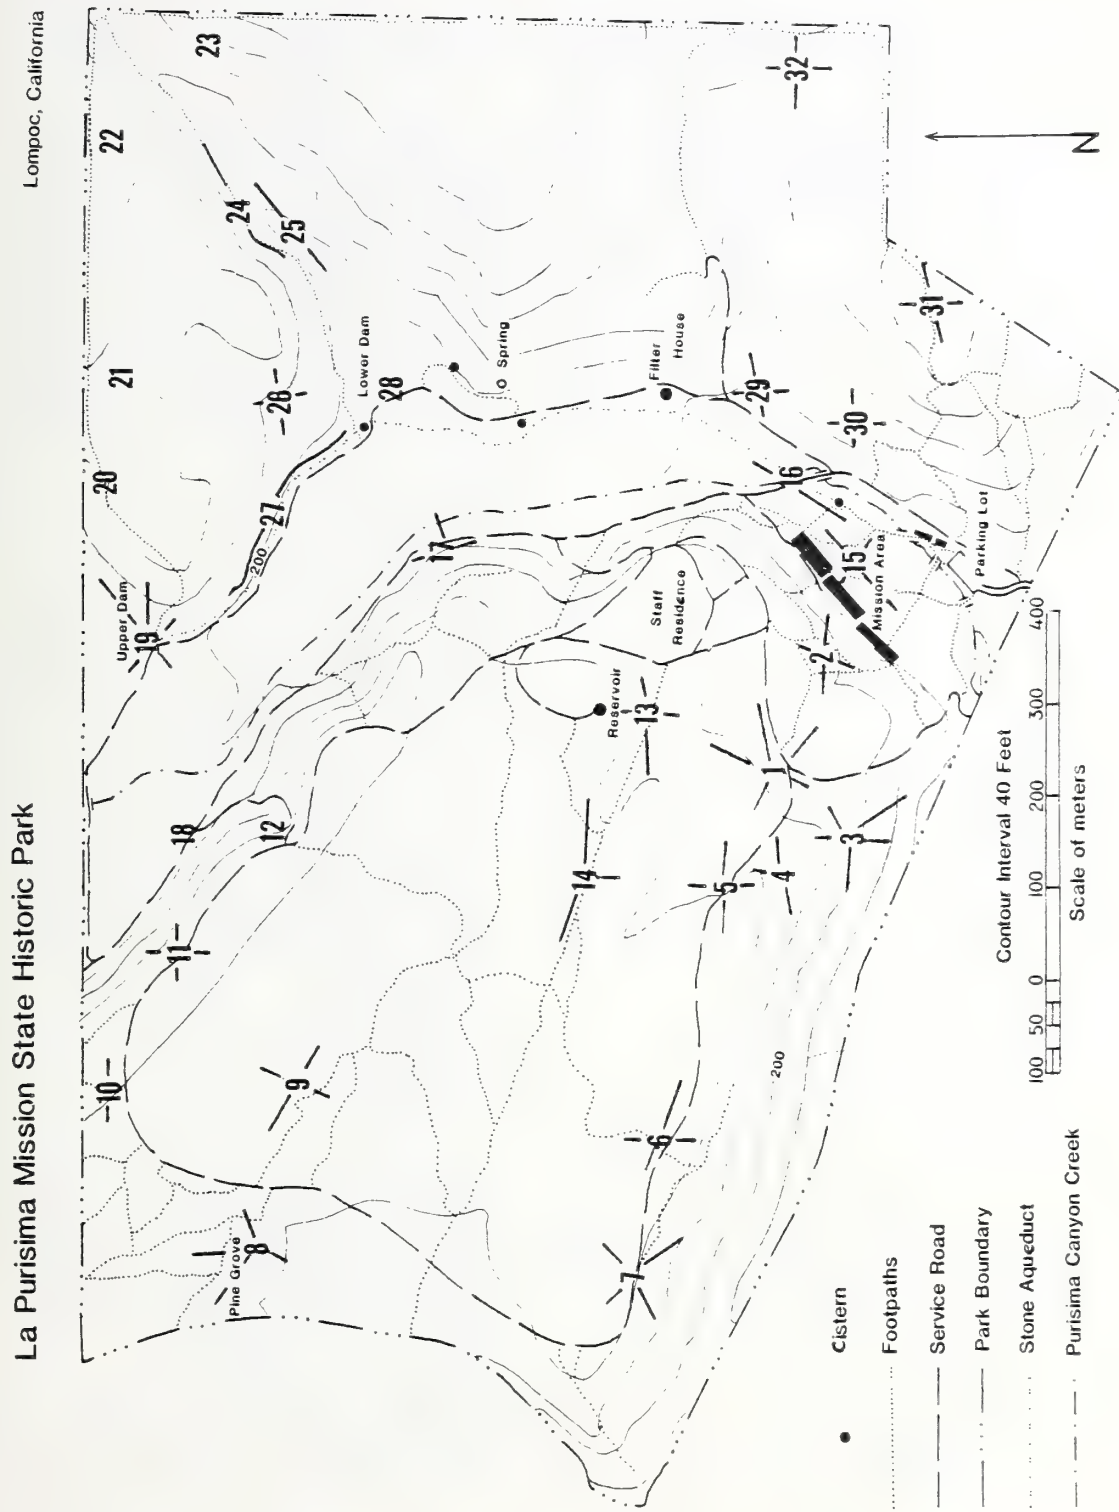 La Purisima Mission State Historic Park
Lompoc, California
23
22
24
25
21
20
26
Lower Dam
28
O Spring
Filter House
29
30
31
32
27
200
Upper Dam
19
17
16
15
Mission Area
Parking Lot
Staff Residence
2
Reservoir
13
1
3
4
5
14
18
12
11
10
9
8
Pine Grove
7
6
200
N
Contour Interval 40 Feet
100 50 0 100 200 300 400
Scale of meters
Cistern
Footpaths
Service Road
Park Boundary
Stone Aqueduct
Purisima Canyon Creek